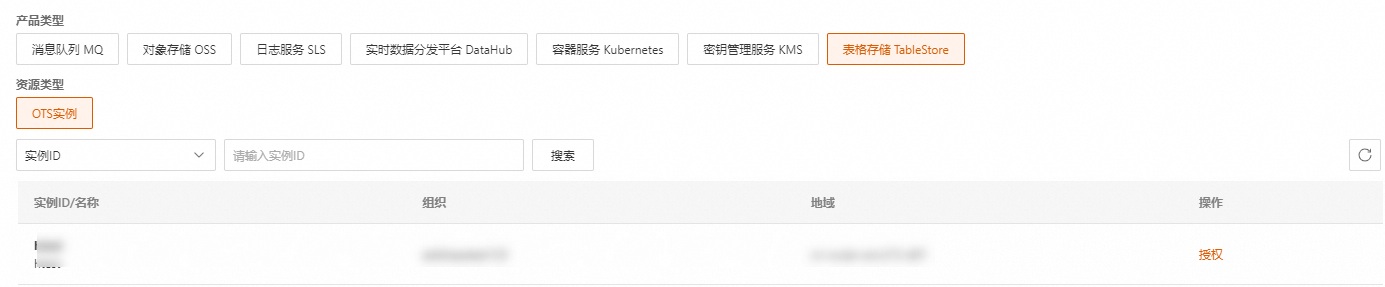 产品类型
消息队列 MQ 对象存储 OSS 日志服务 SLS 实时数据分发平台 DataHub 容器服务 Kubernetes 密钥管理服务 KMS 表格存储 TableStore
资源类型
OTS实例
实例ID 请输入实例ID 搜索
实例ID/名称 组织 地域 操作
授权